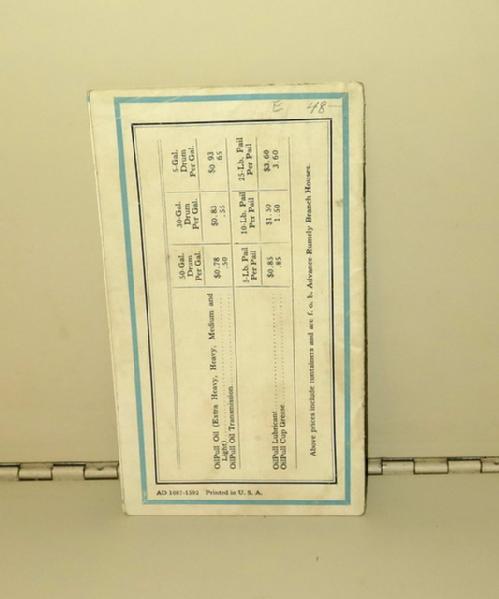 E 48—
50-Gal. Drum Per Gal. 30-Gal. Drum Per Gal. 5-Gal. Drum Per Gal.
OilPull Oil (Extra Heavy, Heavy, Medium and
Light) $0.78 $0.83 $0.93
OilPull Oil Transmission .50 .55 .65
5-Lb. Pail Per Pail 10-Lb. Pail Per Pail 25-Lb. Pail Per Pail
OilPull Lubricant $0.85 $1.50 $3.60
OilPull Cup Grease .85 1.50 3.60
Above prices include containers and are f. o. b. Advance-Rumely Branch Houses.
AD 1087-1592 Printed in U. S. A.